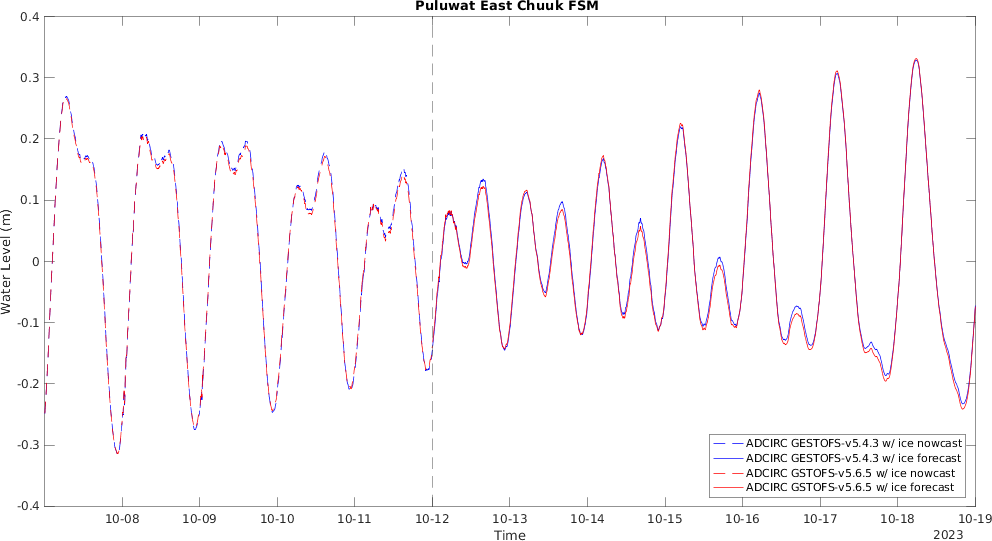 Puluwat East Chuuk FSM
0.4
0.3
0.2
0.1
0
-0.1
-0.2
-0.3
-0.4
Water Level (m)
ADCIRC GESTOFS-v5.4.3 w/ ice nowcast
ADCIRC GESTOFS-v5.4.3 w/ ice forecast
ADCIRC GSTOFS-v5.6.5 w/ ice nowcast
ADCIRC GSTOFS-v5.6.5 w/ ice forecast
10-08 10-09 10-10 10-11 10-12 10-13 10-14 10-15 10-16 10-17 10-18 10-19
Time
2023